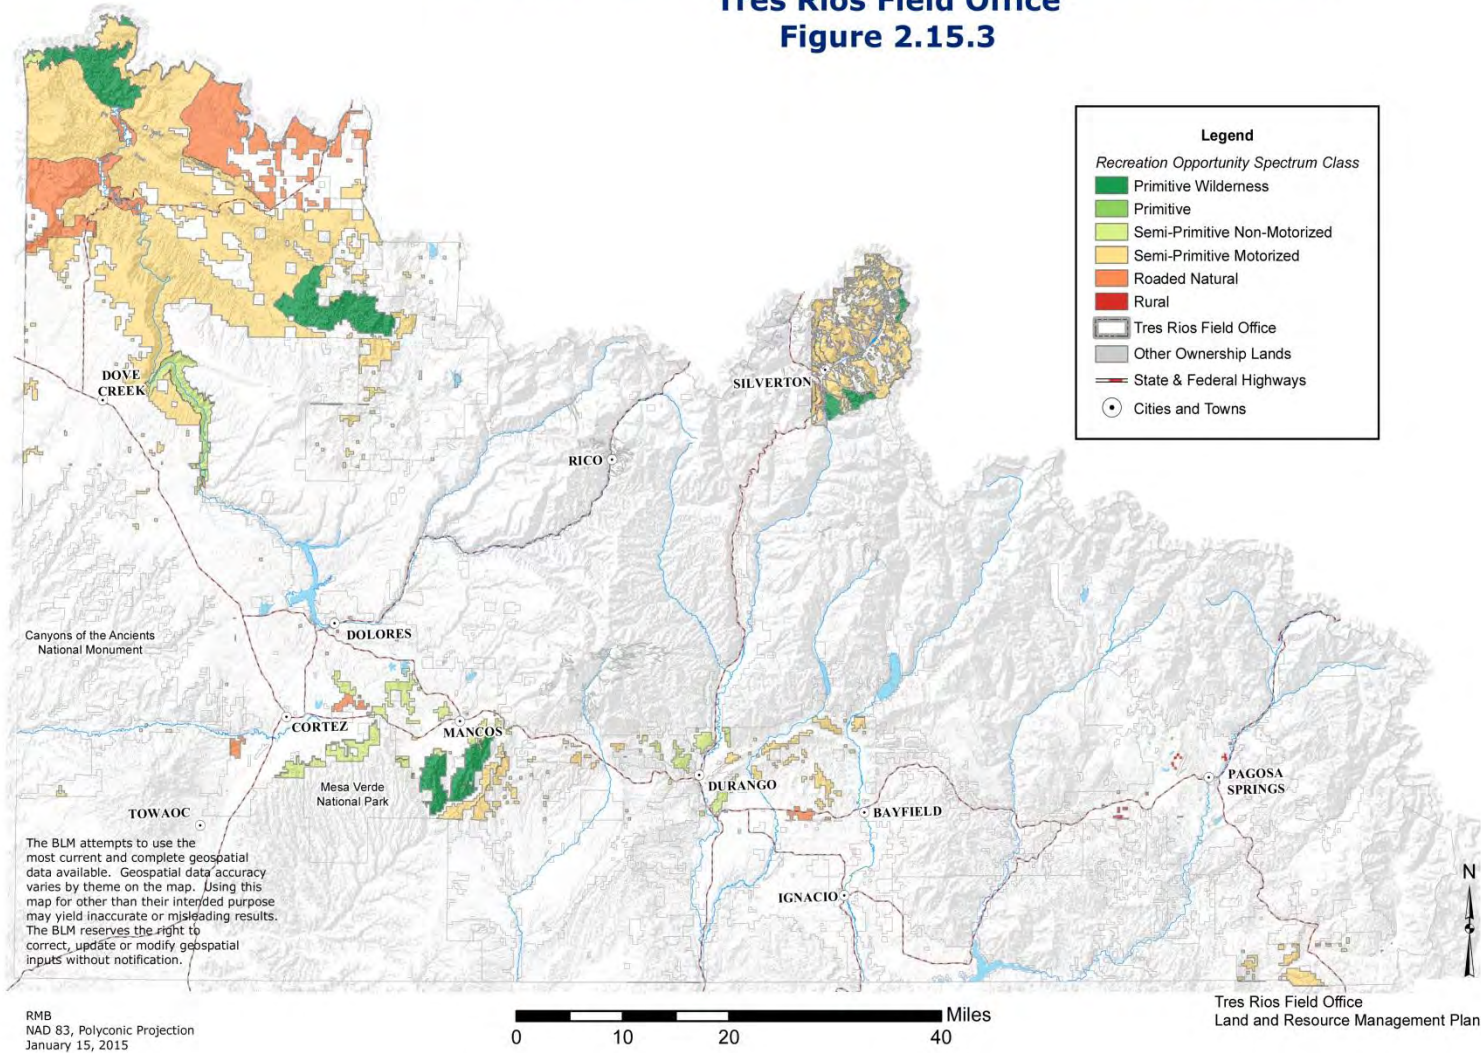 Tres Rios Field Office
Figure 2.15.3
Legend
Recreation Opportunity Spectrum Class
Primitive Wilderness
Primitive
Semi-Primitive Non-Motorized
Semi-Primitive Motorized
Roaded Natural
Rural
Tres Rios Field Office
Other Ownership Lands
State & Federal Highways
Cities and Towns
DOVE
CREEK
SILVERTON
RICO
DOLORES
Canyons of the Ancients
National Monument
CORTEZ
MANCOS
Mesa Verde
National Park
DURANGO
PAGOSA
SPRINGS
TOWAOC
BAYFIELD
IGNACIO
The BLM attempts to use the
most current and complete geospatial
data available. Geospatial data accuracy
varies by theme on the map. Using this
map for other than their intended purpose
may yield inaccurate or misleading results.
The BLM reserves the right to
correct, update or modify geospatial
inputs without notification.
N
RMB
NAD 83, Polyconic Projection
January 15, 2015
Miles
0 10 20 40
Tres Rios Field Office
Land and Resource Management Plan